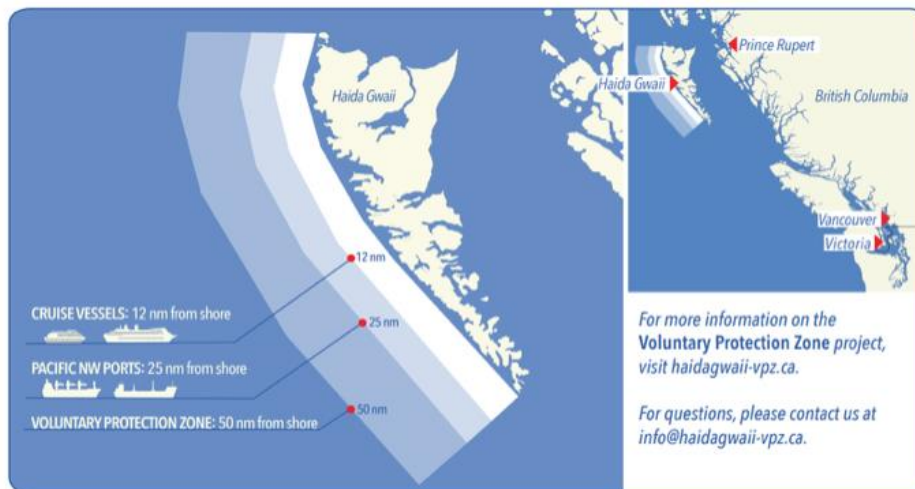 Haida Gwaii
12 nm
25 nm
50 nm
CRUISE VESSELS: 12 nm from shore
PACIFIC NW PORTS: 25 nm from shore
VOLUNTARY PROTECTION ZONE: 50 nm from shore
Prince Rupert
Haida Gwaii
British Columbia
Vancouver
Victoria
For more information on the
Voluntary Protection Zone project,
visit haidagwaii-vpz.ca.
For questions, please contact us at
info@haidagwaii-vpz.ca.